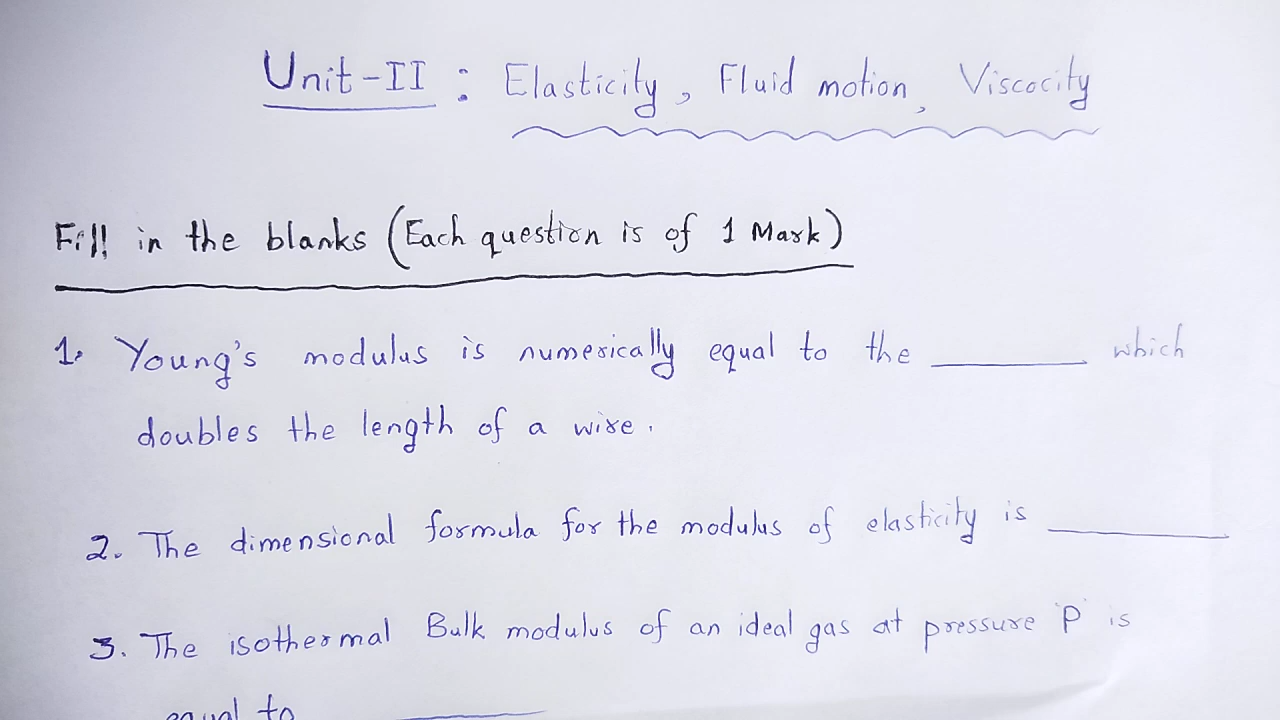 Unit-II : Elasticity, Fluid motion, Viscocity
Fill in the blanks (Each question is of 1 Mark)
1. Young's modulus is numerically equal to the ________ which
doubles the length of a wire.
2. The dimensional formula for the modulus of elasticity is ________
3. The isothermal Bulk modulus of an ideal gas at pressure 'P' is
equal to ________